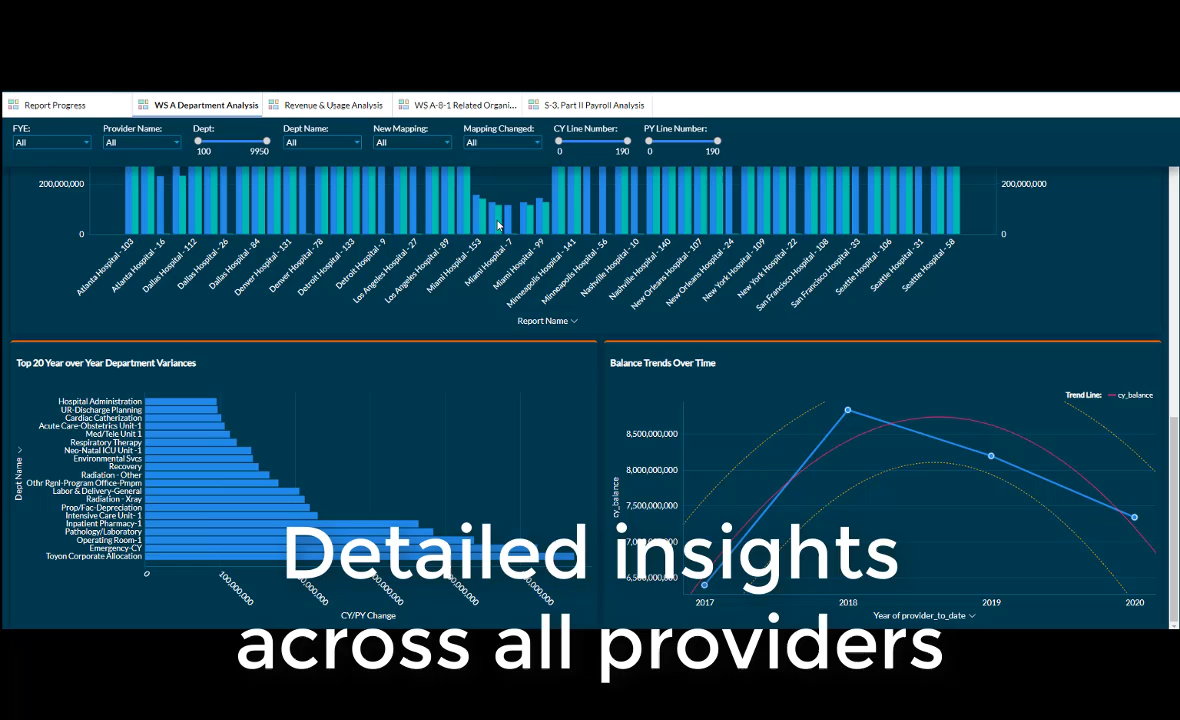 Report Progress
WS A Department Analysis
Revenue & Usage Analysis
WS A-8-1 Related Organi...
S-3, Part II Payroll Analysis
FYE:
Provider Name:
Dept:
Dept Name:
New Mapping:
Mapping Changed:
CY Line Number:
PY Line Number:
All
All
100
9950
All
All
All
0
190
0
190
200,000,000
200,000,000
0
0
Atlanta Hospital -103
Atlanta Hospital -16
Dallas Hospital -112
Dallas Hospital -26
Dallas Hospital -84
Denver Hospital -131
Denver Hospital -78
Detroit Hospital -133
Detroit Hospital -9
Los Angeles Hospital -27
Los Angeles Hospital -89
Miami Hospital -153
Miami Hospital -7
Miami Hospital -99
Minneapolis Hospital -141
Minneapolis Hospital -56
Nashville Hospital -10
Nashville Hospital -140
New Orleans Hospital -107
New Orleans Hospital -24
New York Hospital -109
New York Hospital -22
San Francisco Hospital -108
San Francisco Hospital -33
Seattle Hospital -106
Seattle Hospital -31
Seattle Hospital -58
Report Name
Top 20 Year over Year Department Variances
Dept Name
Hospital Administration
UR-Discharge Planning
Cardiac Catherization
Acute Care-Obstetrics Unit-1
Med/Tele Unit 1
Respiratory Therapy
Neo-Natal ICU Unit -1
Environmental Svcs
Recovery
Radiation - Other
Othr Rgnl-Program Office-Pmpm
Labor & Delivery-General
Radiation - Xray
Prop/Fac-Depreciation
Intensive Care Unit- 1
Inpatient Pharmacy-1
Pathology/Laboratory
Operating Room-1
Emergency-CY
Toyon Corporate Allocation
0
100,000,000
CY/PY Change
Balance Trends Over Time
Trend Line:
cy_balance
cy_balance
8,500,000,000
8,000,000,000
7,500,000,000
2017
2018
2019
2020
Year of provider_to_date
Detailed insights
across all providers